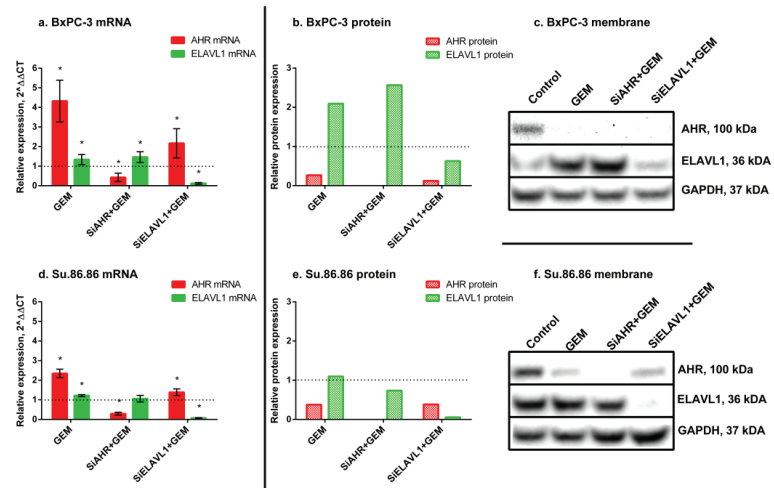 a. BxPC-3 mRNA
AHR mRNA
ELAVL1 mRNA
Relative expression, 2^ΔΔCT
6
5
4
3
2
1
0
*
*
*
*
*
*
GEM
SiAHR+GEM
SiELAVL1+GEM
b. BxPC-3 protein
AHR protein
ELAVL1 protein
Relative protein expression
3
2
1
0
GEM
SiAHR+GEM
SiELAVL1+GEM
c. BxPC-3 membrane
Control
GEM
SiAHR+GEM
SiELAVL1+GEM
AHR, 100 kDa
ELAVL1, 36 kDA
GAPDH, 37 kDA
d. Su.86.86 mRNA
AHR mRNA
ELAVL1 mRNA
Relative expression, 2^ΔΔCT
6
5
4
3
2
1
0
*
*
*
*
*
GEM
SiAHR+GEM
SiELAVL1+GEM
e. Su.86.86 protein
AHR protein
ELAVL1 protein
Relative protein expression
3
2
1
0
GEM
SiAHR+GEM
SiELAVL1+GEM
f. Su.86.86 membrane
Control
GEM
SiAHR+GEM
SiELAVL1+GEM
AHR, 100 kDa
ELAVL1, 36 kDA
GAPDH, 37 kDA